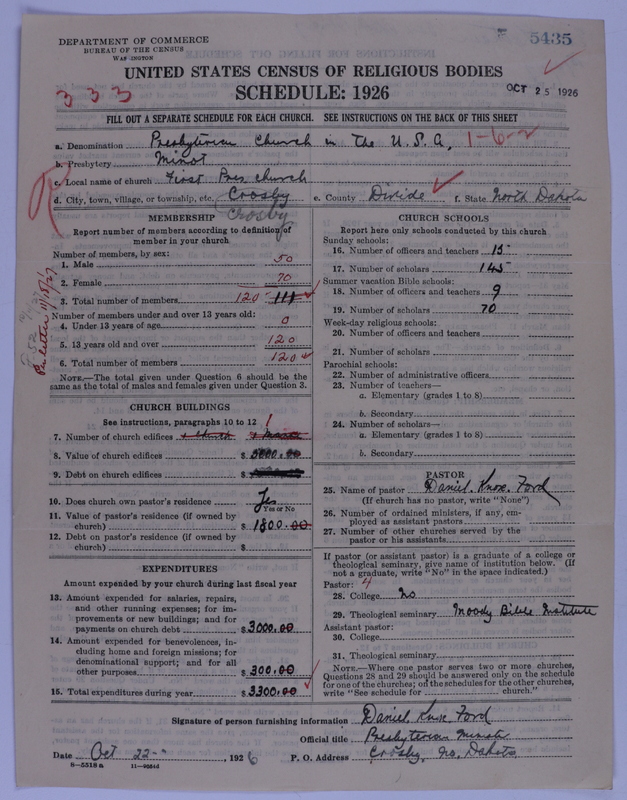 DEPARTMENT OF COMMERCE
BUREAU OF THE CENSUS
WASHINGTON
5435
UNITED STATES CENSUS OF RELIGIOUS BODIES
SCHEDULE: 1926
333
OCT 25 1926
FILL OUT A SEPARATE SCHEDULE FOR EACH CHURCH. SEE INSTRUCTIONS ON THE BACK OF THIS SHEET
a. Denomination Presbyterian Church in The U.S.A. 1-6-2
b. Presbytery Minot
c. Local name of church First Pres church
d. City, town, village, or township, etc. Crosby e. County Divide f. State North Dakota
Crosby
MEMBERSHIP
Report number of members according to definition of
member in your church
Number of members, by sex:
1. Male 50
2. Female 70
3. Total number of members 120 111
Number of members under and over 13 years old:
4. Under 13 years of age 0
5. 13 years old and over 120
6. Total number of members 120
NOTE.—The total given under Question 6 should be
same as the total of males and females given under Question 3.
CHURCH BUILDINGS
See instructions, paragraphs 10 to 12
7. Number of church edifices 1
8. Value of church edifices $5000.00
9. Debt on church edifices $
10. Does church own pastor's residence Yes
Yes or No
11. Value of pastor's residence (if owned by
church) $1800.00
12. Debt on pastor's residence (if owned by
church) $
EXPENDITURES
Amount expended by your church during last fiscal year
13. Amount expended for salaries, repairs,
and other running expenses; for im-
provements or new buildings; and for
payments on church debt $3000.00
14. Amount expended for benevolences, in-
cluding home and foreign missions; for
denominational support; and for all
other purposes $300.00
15. Total expenditures during year $3300.00
CHURCH SCHOOLS
Report here only schools conducted by this church
Sunday schools:
16. Number of officers and teachers 15
17. Number of scholars 145
Summer vacation Bible schools:
18. Number of officers and teachers 9
19. Number of scholars 70
Week-day religious schools:
20. Number of officers and teachers
21. Number of scholars
Parochial schools:
22. Number of administrative officers
23. Number of teachers—
a. Elementary (grades 1 to 8)
b. Secondary
24. Number of scholars—
a. Elementary (grades 1 to 8)
b. Secondary
PASTOR
25. Name of pastor Daniel Knox Ford
(If church has no pastor, write "None")
26. Number of ordained ministers, if any, em-
ployed as assistant pastors
27. Number of other churches served by the
pastor or his assistants
If pastor (or assistant pastor) is a graduate of a college or
theological seminary, give name of institution below. (If
not a graduate, write "No" in the space indicated.)
Pastor: 4
28. College No
29. Theological seminary Moody Bible Institute
Assistant pastor:
30. College
31. Theological seminary
NOTE.—Where one pastor serves two or more churches,
Questions 28 and 29 should be answered only on the schedule
for one of the churches; on the schedules for the other churches,
write "See schedule for church."
Signature of person furnishing information Daniel Knox Ford
Official title Presbyterian Minister
Date Oct 22 , 1926 P. O. Address Crosby, No. Dakota
8-5518 a